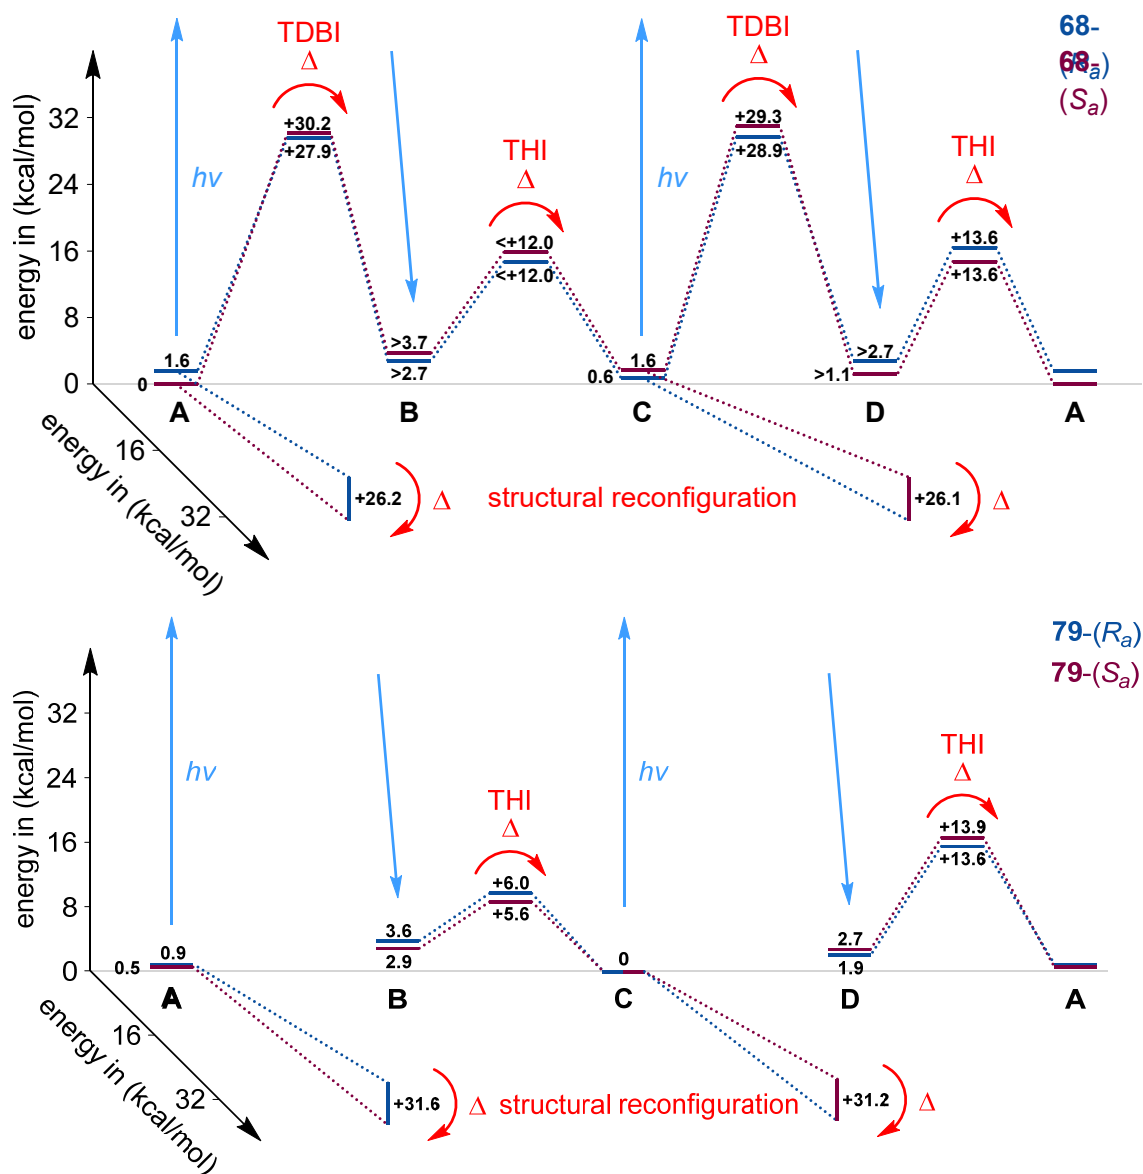 68-
(Ra)
68-
(Sa)
TDBI
Δ
TDBI
Δ
THI
Δ
THI
Δ
hv
hv
energy in (kcal/mol)
32
24
16
8
0
+30.2
+27.9
<+12.0
<+12.0
+29.3
+28.9
+13.6
+13.6
1.6
0
>3.7
>2.7
1.6
0.6
>2.7
>1.1
A
B
C
D
A
energy in (kcal/mol)
16
32
+26.2
Δ
structural reconfiguration
+26.1
Δ
79-(Ra)
79-(Sa)
energy in (kcal/mol)
32
24
16
8
0
hv
hv
THI
Δ
THI
Δ
+6.0
+5.6
+13.9
+13.6
0.9
0.5
3.6
2.9
0
2.7
1.9
A
B
C
D
A
energy in (kcal/mol)
16
32
+31.6
Δ
structural reconfiguration
+31.2
Δ